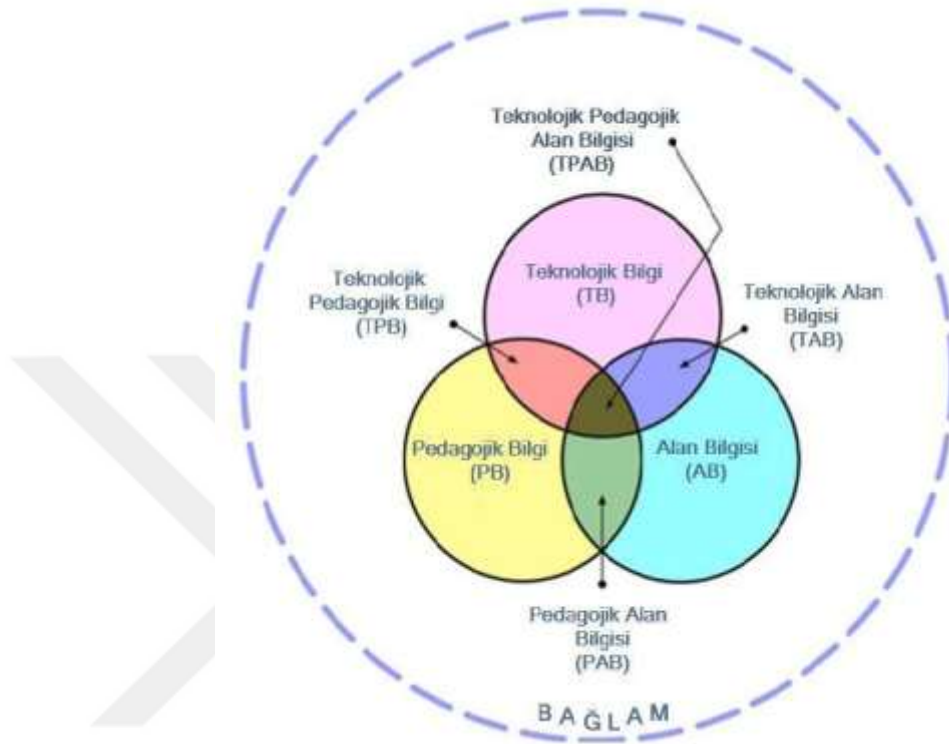 Teknolojik Pedagojik
Alan Bilgisi
(TPAB)
Teknolojik Bilgi
(TB)
Teknolojik
Pedagojik Bilgi
(TPB)
Teknolojik Alan
Bilgisi
(TAB)
Pedagojik Bilgi
(PB)
Alan Bilgisi
(AB)
Pedagojik Alan
Bilgisi
(PAB)
BAĞLAM